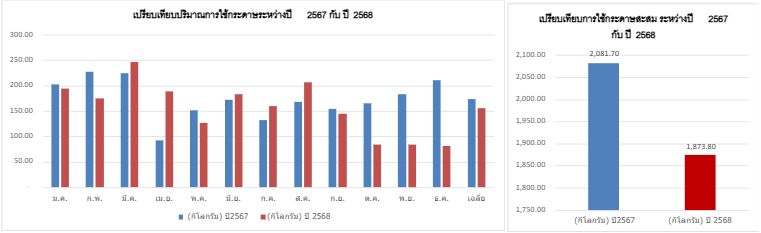 เปรียบเทียบปริมาณการใช้กระดาษระหว่างปี 2567 กับ ปี 2568
300.00
250.00
200.00
150.00
100.00
50.00
-
ม.ค. ก.พ. มี.ค. เม.ย. พ.ค. มิ.ย. ก.ค. ส.ค. ก.ย. ต.ค. พ.ย. ธ.ค. เฉลี่ย
(กิโลกรัม) ปี2567 (กิโลกรัม) ปี 2568
เปรียบเทียบการใช้กระดาษสะสม ระหว่างปี 2567
กับ ปี 2568
2,100.00
2,050.00
2,000.00
1,950.00
1,900.00
1,850.00
1,800.00
1,750.00
2,081.70
1,873.80
(กิโลกรัม) ปี2567 (กิโลกรัม) ปี 2568